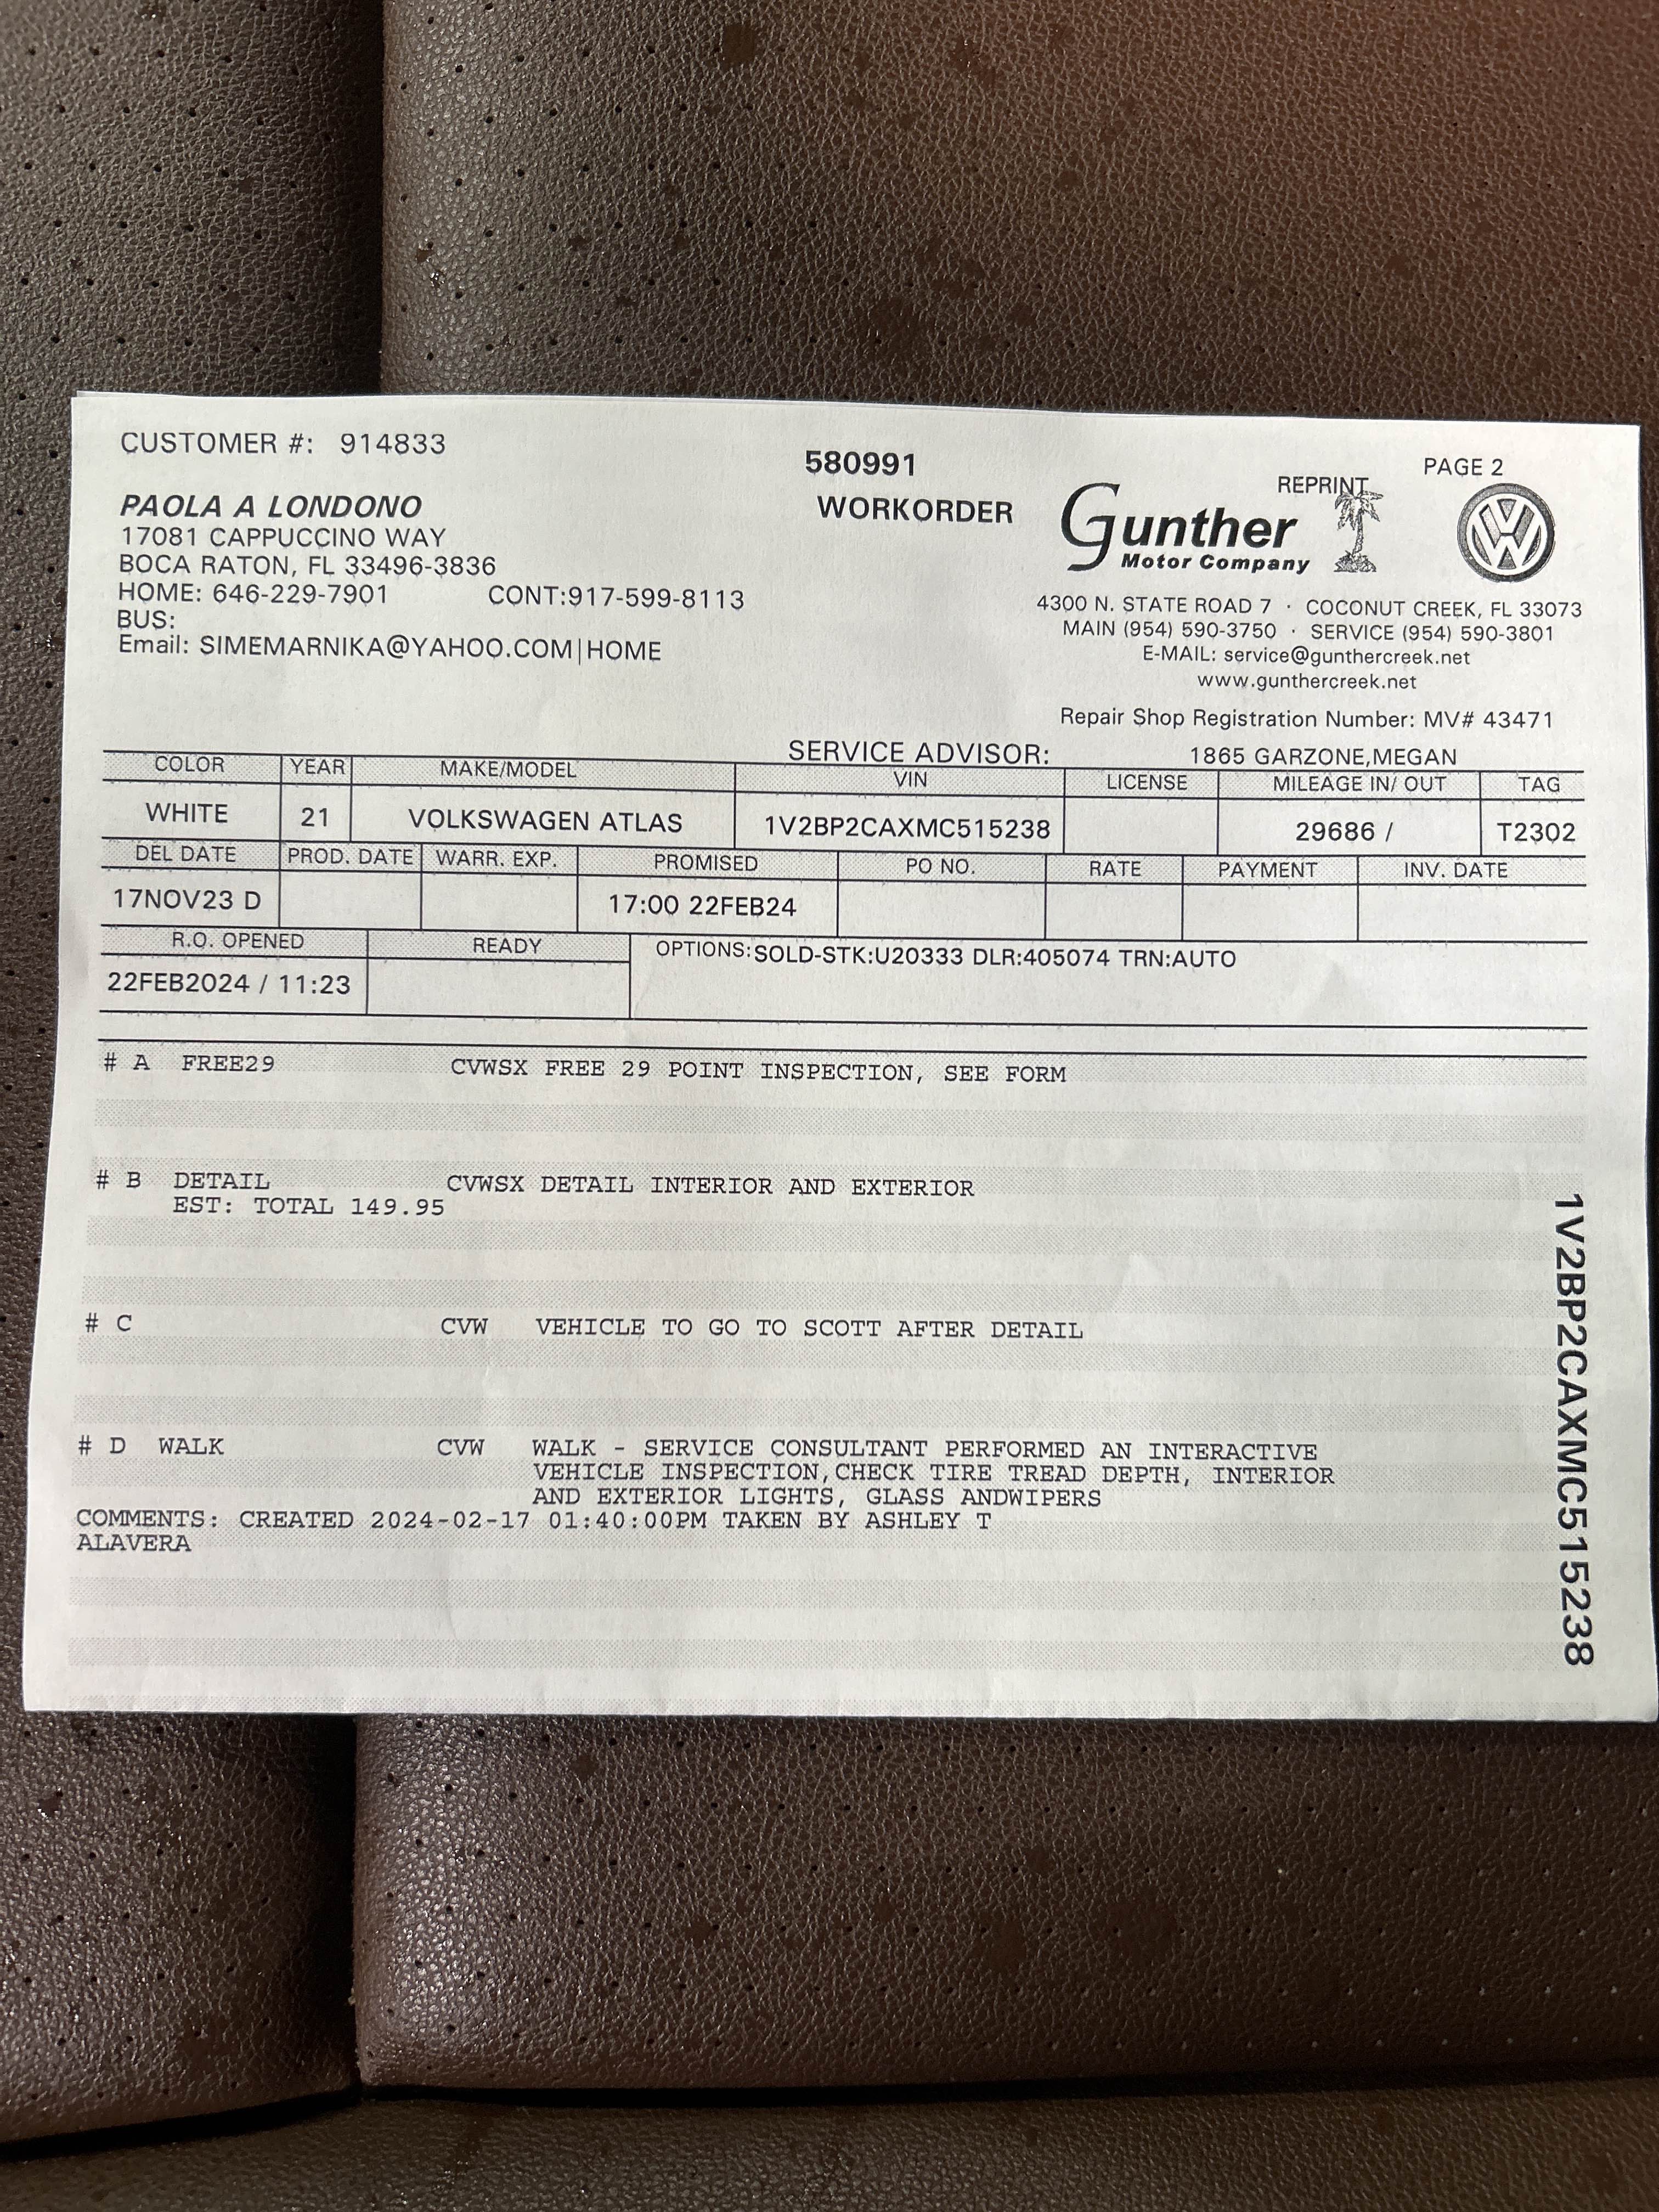 CUSTOMER #: 914833
580991
PAGE 2
REPRINT
PAOLA A LONDONO
WORKORDER
Gunther
Motor Company
17081 CAPPUCCINO WAY
BOCA RATON, FL 33496-3836
HOME: 646-229-7901 CONT:917-599-8113
BUS:
Email: SIMEMARNIKA@YAHOO.COM|HOME
4300 N. STATE ROAD 7 · COCONUT CREEK, FL 33073
MAIN (954) 590-3750 · SERVICE (954) 590-3801
E-MAIL: service@gunthercreek.net
www.gunthercreek.net
Repair Shop Registration Number: MV# 43471
SERVICE ADVISOR: 1865 GARZONE,MEGAN
COLOR YEAR MAKE/MODEL VIN LICENSE MILEAGE IN/ OUT TAG
WHITE 21 VOLKSWAGEN ATLAS 1V2BP2CAXMC515238 29686 / T2302
DEL DATE PROD. DATE WARR. EXP. PROMISED PO NO. RATE PAYMENT INV. DATE
17NOV23 D 17:00 22FEB24
R.O. OPENED READY OPTIONS:SOLD-STK:U20333 DLR:405074 TRN:AUTO
22FEB2024 / 11:23
# A FREE29 CVWSX FREE 29 POINT INSPECTION, SEE FORM
# B DETAIL CVWSX DETAIL INTERIOR AND EXTERIOR
EST: TOTAL 149.95
# C CVW VEHICLE TO GO TO SCOTT AFTER DETAIL
# D WALK CVW WALK - SERVICE CONSULTANT PERFORMED AN INTERACTIVE
VEHICLE INSPECTION,CHECK TIRE TREAD DEPTH, INTERIOR
AND EXTERIOR LIGHTS, GLASS ANDWIPERS
COMMENTS: CREATED 2024-02-17 01:40:00PM TAKEN BY ASHLEY T
ALAVERA
1V2BP2CAXMC515238